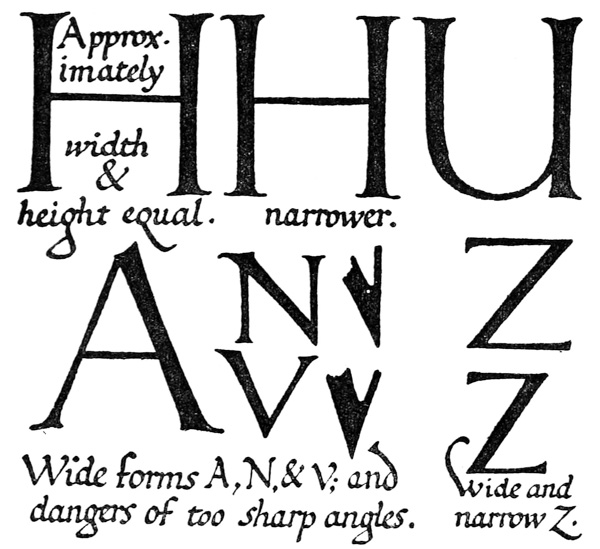 H H U
Approx-
imately
width
&
height equal.
narrower.
A N Z
V Z
Wide forms A, N, & V; and
dangers of too sharp angles.
Wide and
narrow Z.